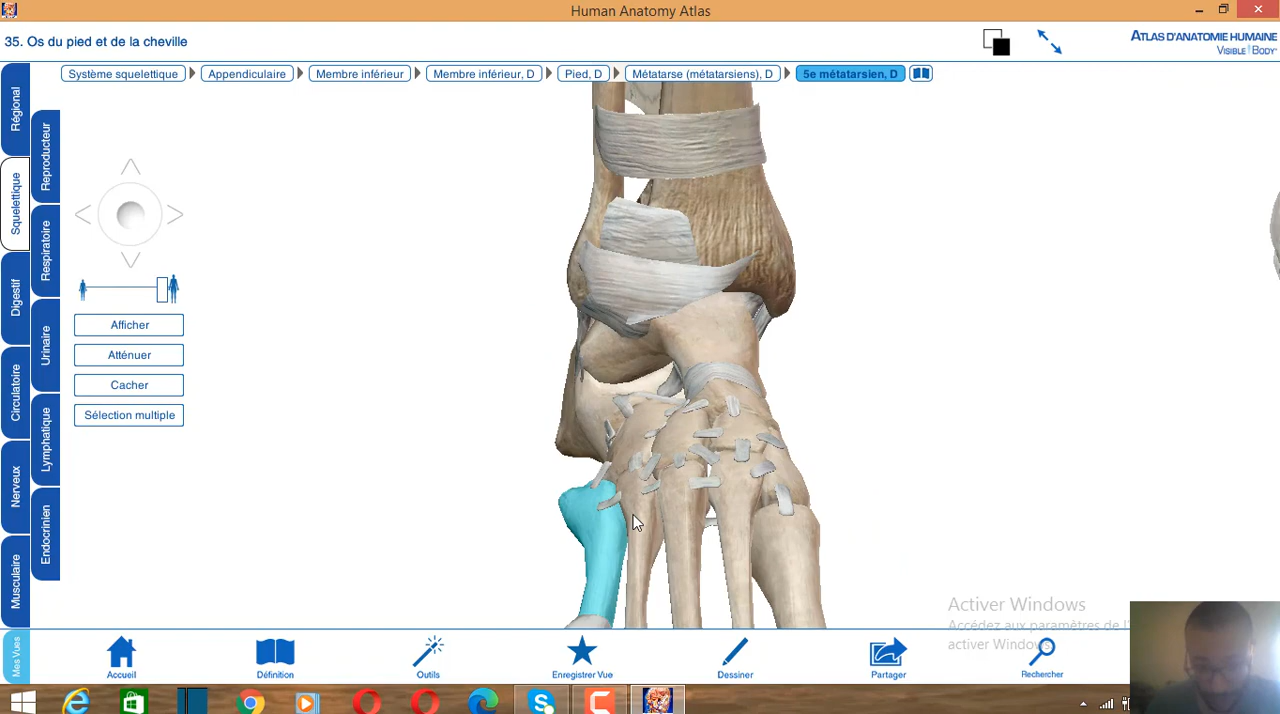 Human Anatomy Atlas
35. Os du pied et de la cheville
ATLAS D'ANATOMIE HUMAINE
VISIBLE BODY®
Système squelettique
Appendiculaire
Membre inférieur
Membre inférieur, D
Pied, D
Métatarse (métatarsiens), D
5e métatarsien, D
Régional
Squelettique
Digestif
Circulatoire
Nerveux
Musculaire
Mes Vues
Reproducteur
Respiratoire
Urinaire
Lymphatique
Endocrinien
Afficher
Atténuer
Cacher
Sélection multiple
Activer Windows
Accédez aux paramètres de l'
activer Windows
Accueil
Définition
Outils
Enregistrer Vue
Dessiner
Partager
Rechercher